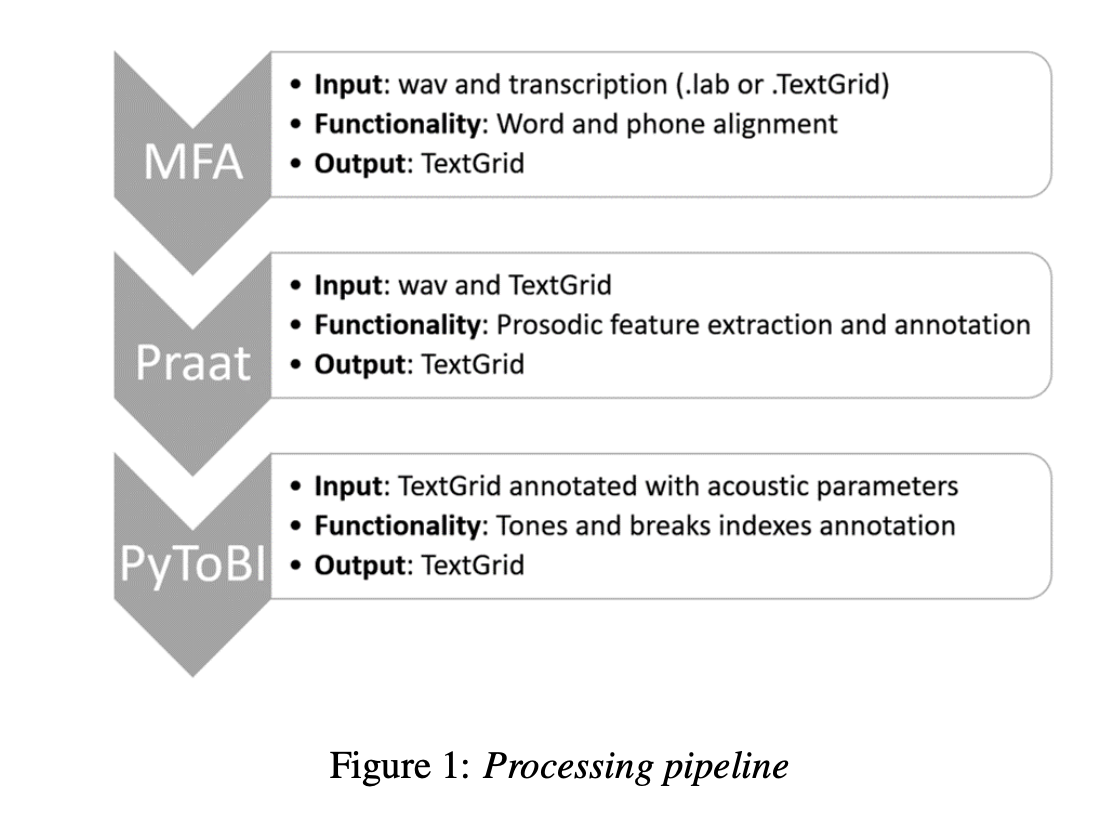 MFA
• Input: wav and transcription (.lab or .TextGrid)
• Functionality: Word and phone alignment
• Output: TextGrid
Praat
• Input: wav and TextGrid
• Functionality: Prosodic feature extraction and annotation
• Output: TextGrid
PyToBI
• Input: TextGrid annotated with acoustic parameters
• Functionality: Tones and breaks indexes annotation
• Output: TextGrid
Figure 1: Processing pipeline